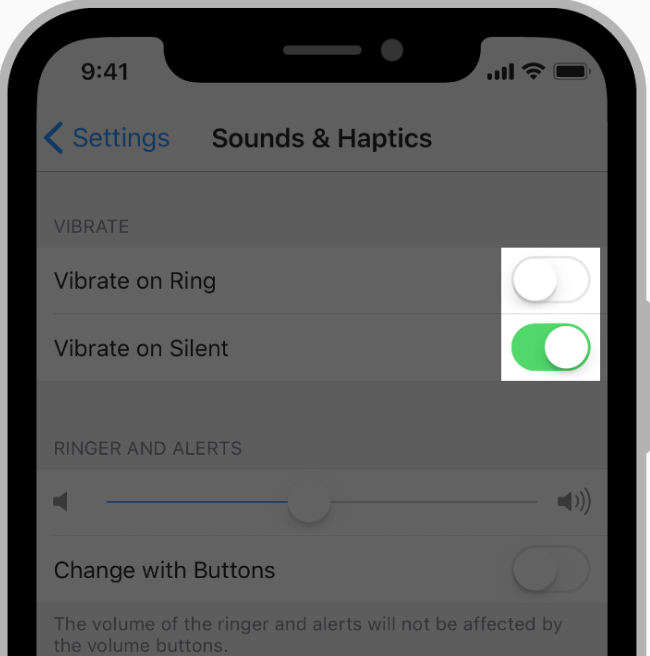 9:41
Settings
Sounds & Haptics
VIBRATE
Vibrate on Ring
Vibrate on Silent
RINGER AND ALERTS
Change with Buttons
The volume of the ringer and alerts will not be affected by
the volume buttons.